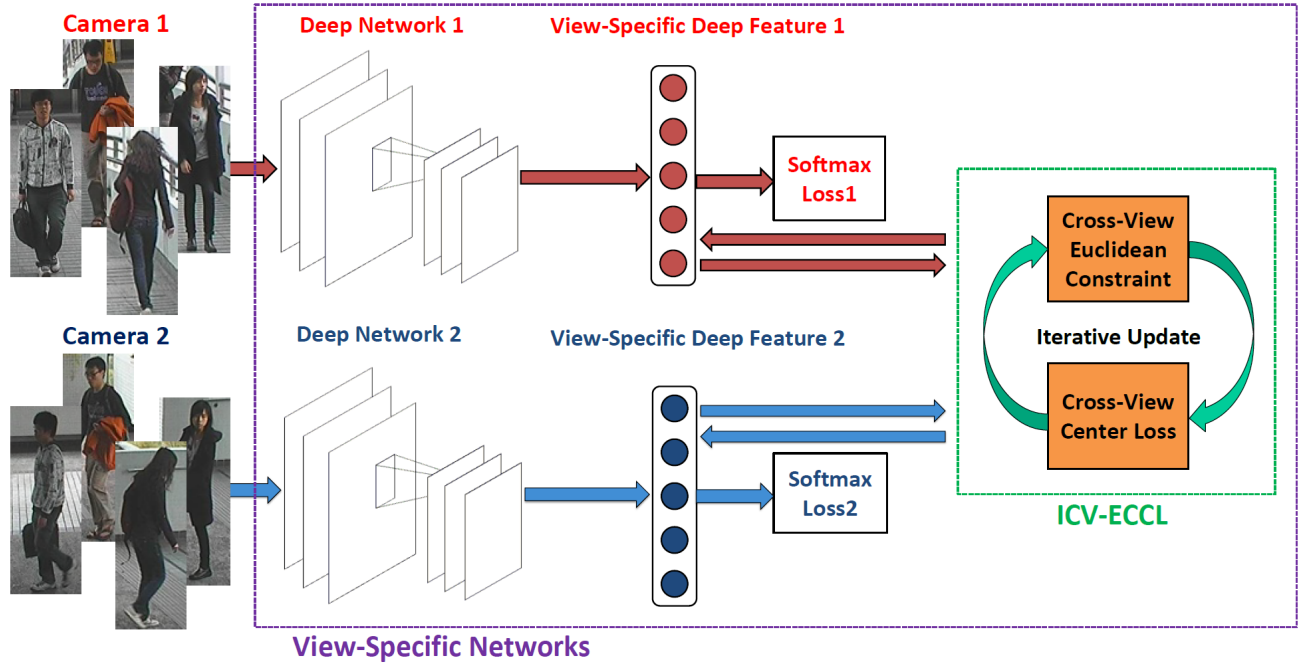 Camera 1
Deep Network 1
View-Specific Deep Feature 1
Softmax
Loss1
Cross-View
Euclidean
Constraint
Camera 2
Deep Network 2
View-Specific Deep Feature 2
Iterative Update
Cross-View
Center Loss
Softmax
Loss2
ICV-ECCL
View-Specific Networks